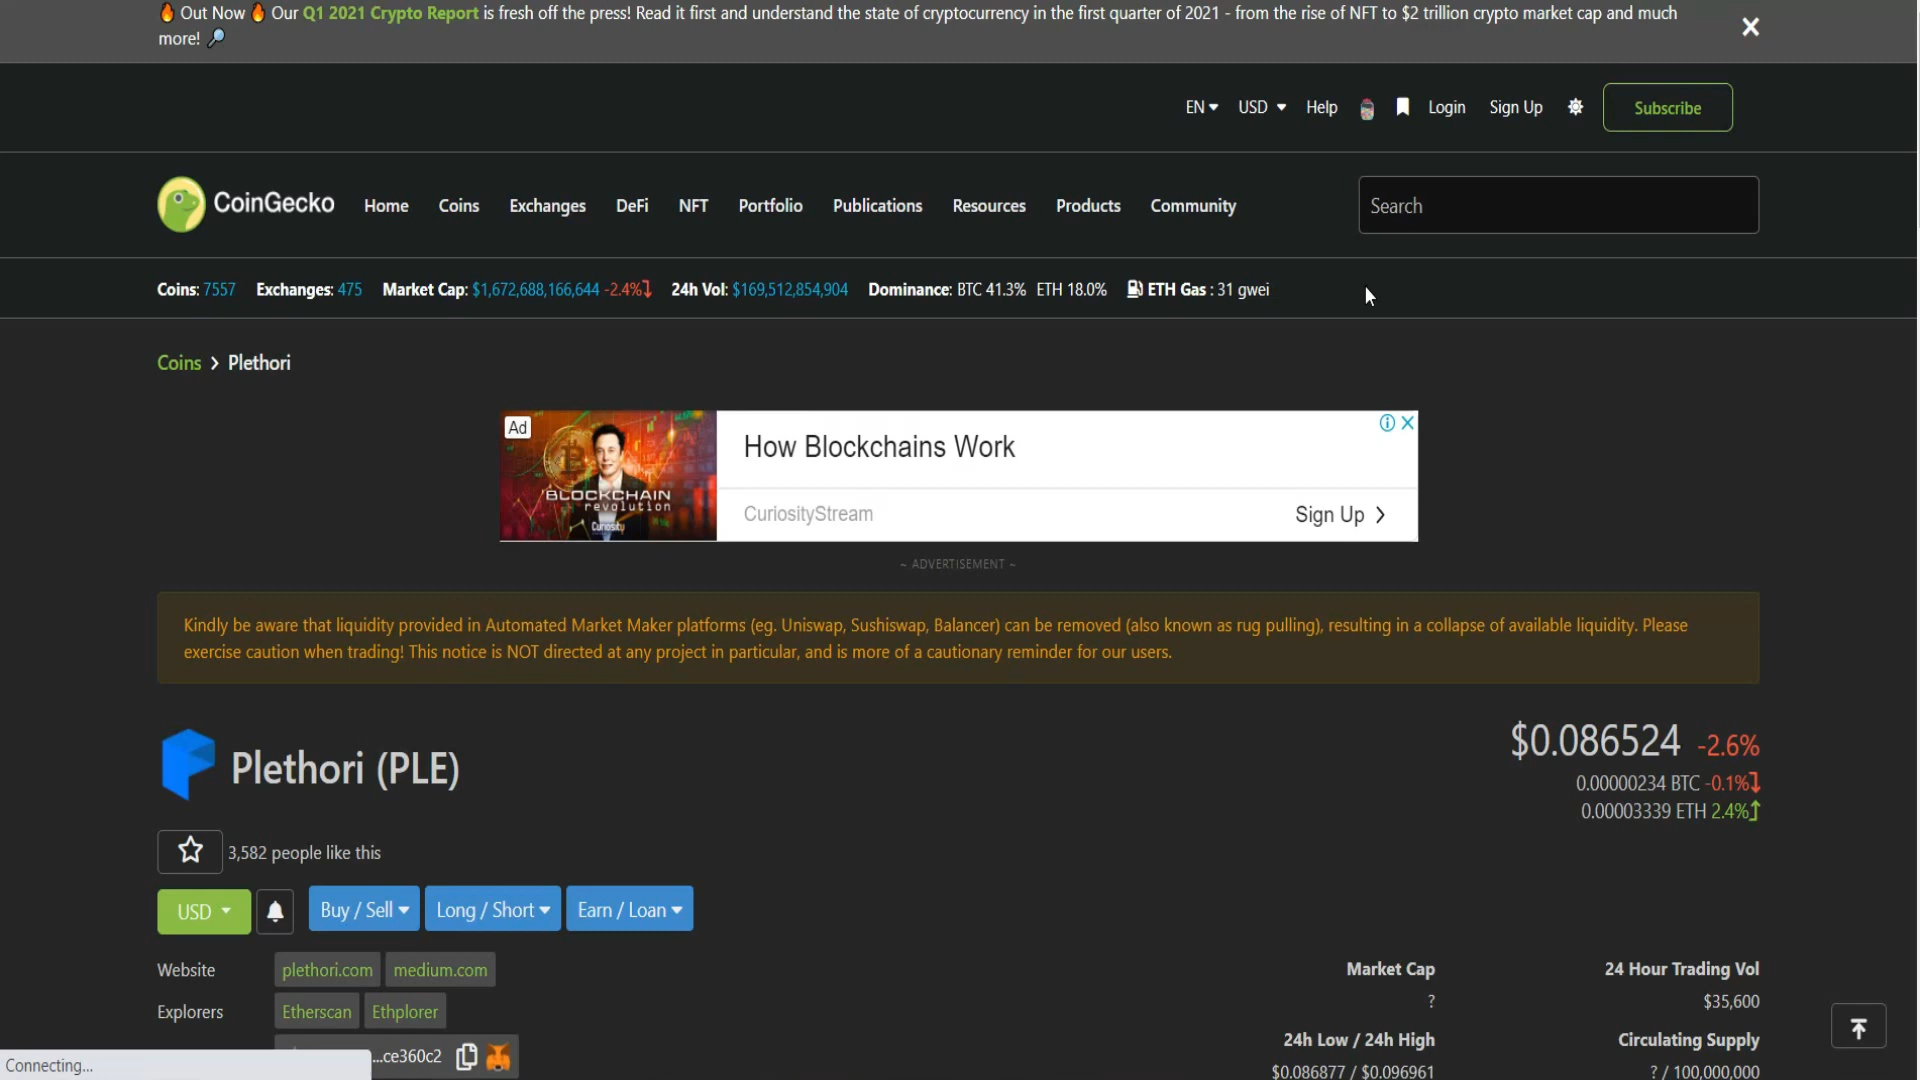 🔥 Out Now 🔥 Our Q1 2021 Crypto Report is fresh off the press! Read it first and understand the state of cryptocurrency in the first quarter of 2021 - from the rise of NFT to $2 trillion crypto market cap and much
more! 🔎
EN USD Help Login Sign Up Subscribe
CoinGecko Home Coins Exchanges DeFi NFT Portfolio Publications Resources Products Community Search
Coins: 7557 Exchanges: 475 Market Cap: $1,672,688,166,644 -2.4% 24h Vol: $169,512,854,904 Dominance: BTC 41.3% ETH 18.0% ETH Gas : 31 gwei
Coins > Plethori
Ad
How Blockchains Work
BLOCKCHAIN
revolution
Curiosity
CuriosityStream Sign Up >
~ ADVERTISEMENT ~
Kindly be aware that liquidity provided in Automated Market Maker platforms (eg. Uniswap, Sushiswap, Balancer) can be removed (also known as rug pulling), resulting in a collapse of available liquidity. Please
exercise caution when trading! This notice is NOT directed at any project in particular, and is more of a cautionary reminder for our users.
Plethori (PLE)
$0.086524 -2.6%
0.00000234 BTC -0.1%
0.00003339 ETH 2.4%
3,582 people like this
USD Buy / Sell Long / Short Earn / Loan
Website plethori.com medium.com
Explorers Etherscan Ethplorer
...ce360c2
Market Cap 24 Hour Trading Vol
? $35,600
24h Low / 24h High Circulating Supply
$0.086877 / $0.096961 ? / 100,000,000
Connecting...